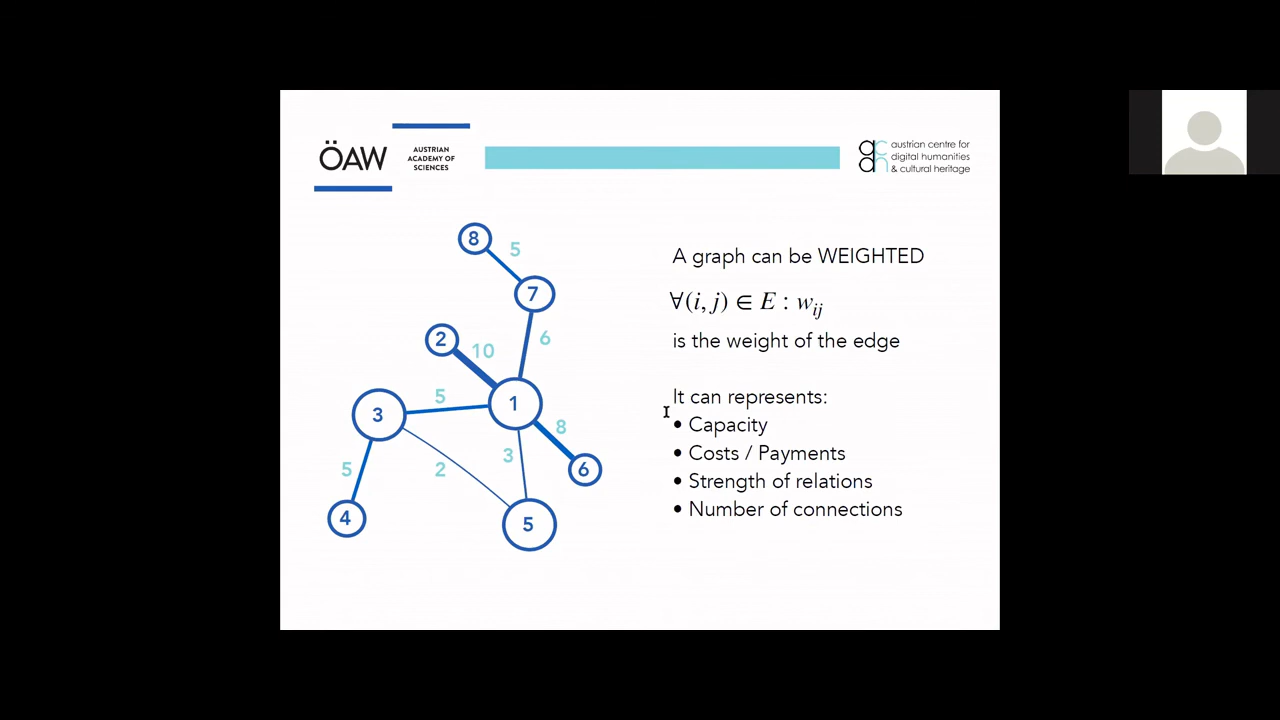 ÖAW
AUSTRIAN
ACADEMY OF
SCIENCES
austrian centre for
digital humanities
& cultural heritage
8
5
7
2
10
6
3
5
1
8
6
5
2
3
4
5
A graph can be WEIGHTED
∀(i, j) ∈ E : wij
is the weight of the edge
It can represents:
• Capacity
• Costs / Payments
• Strength of relations
• Number of connections